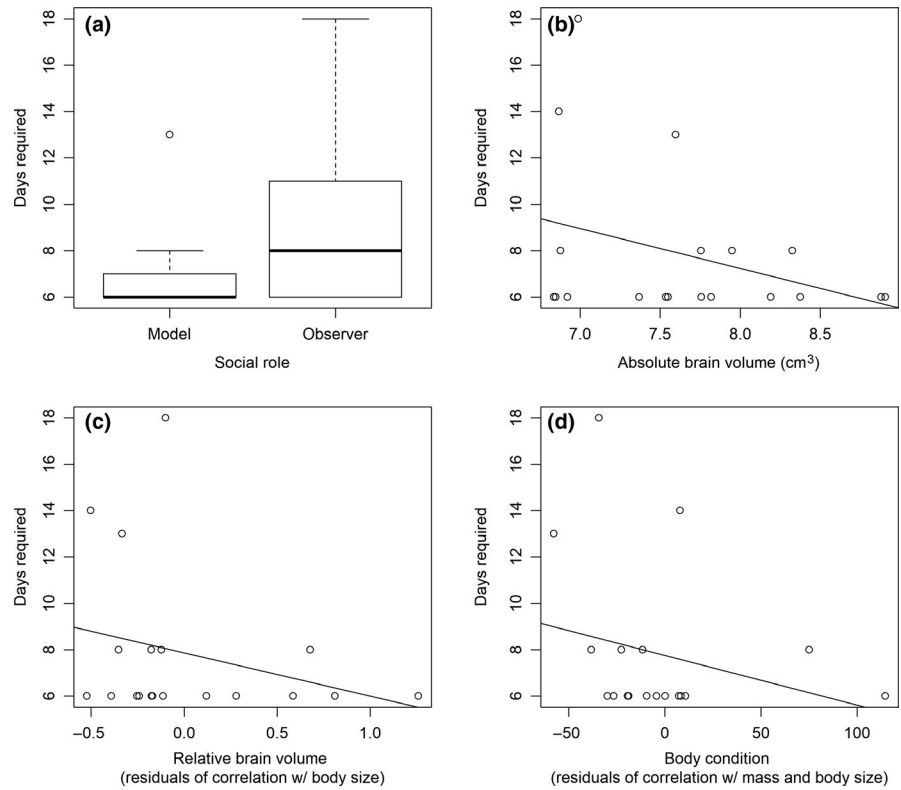 (a)
18
14
12
10
8
6
Days required
Model
Observer
Social role
(b)
18
16
14
12
10
8
6
Days required
7.0
7.5
8.0
8.5
Absolute brain volume (cm³)
(c)
18
16
14
12
10
8
6
Days required
−0.5
0.0
0.5
1.0
Relative brain volume
(residuals of correlation w/ body size)
(d)
18
16
14
12
10
8
6
Days required
−50
0
50
100
Body condition
(residuals of correlation w/ mass and body size)